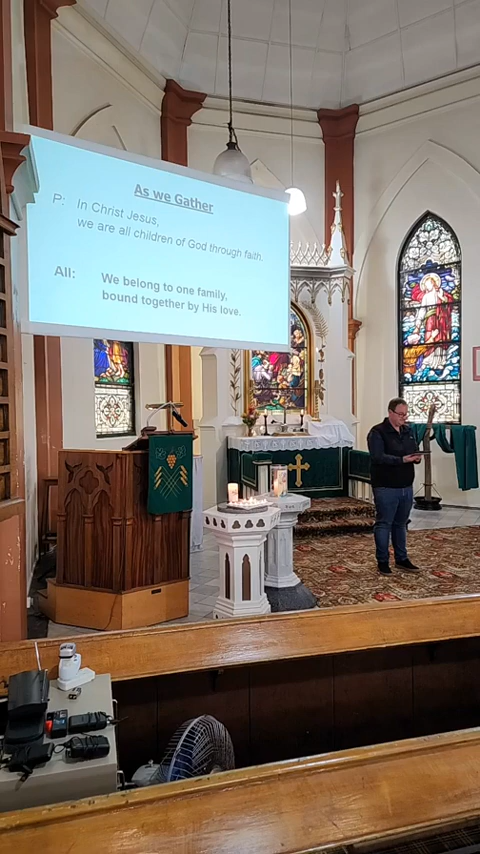 As we Gather
P: In Christ Jesus,
we are all children of God through faith.
All: We belong to one family,
bound together by His love.